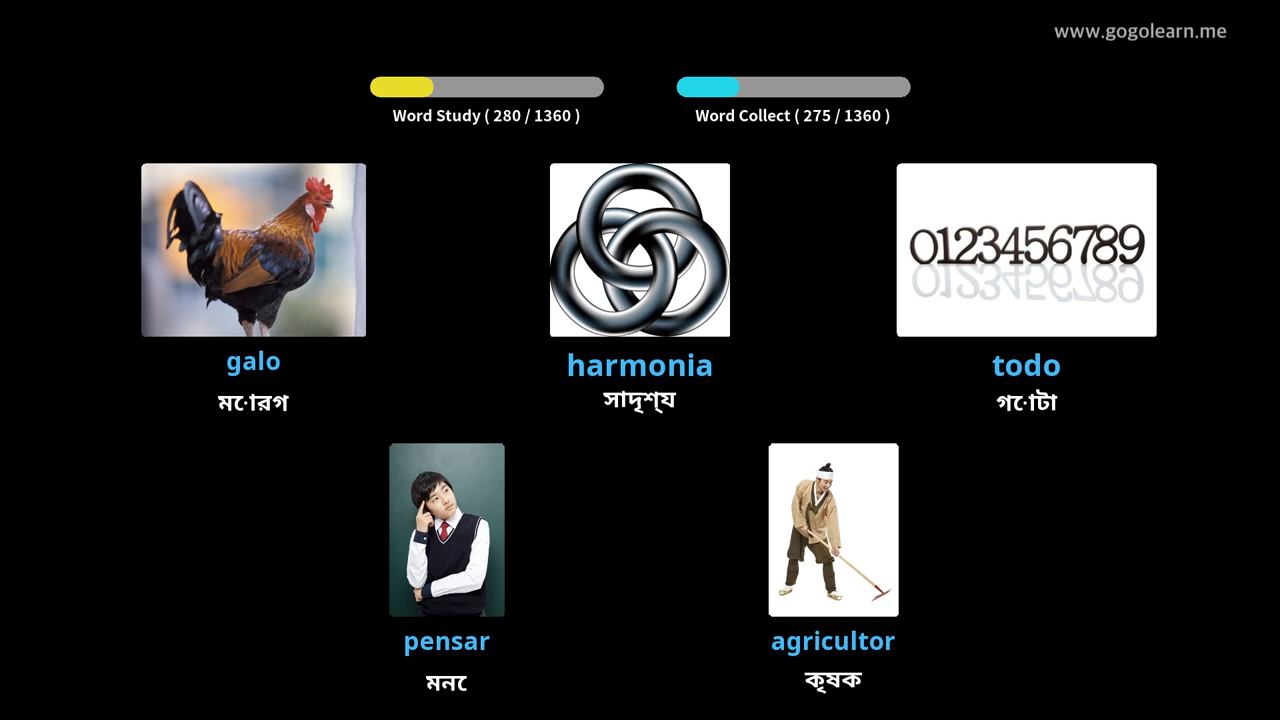 www.gogolearn.me
Word Study ( 280 / 1360 )
Word Collect ( 275 / 1360 )
0123456789
galo
harmonia
todo
মোরগ
সাদৃশ্য
গোটা
pensar
agricultor
মনে
কৃষক